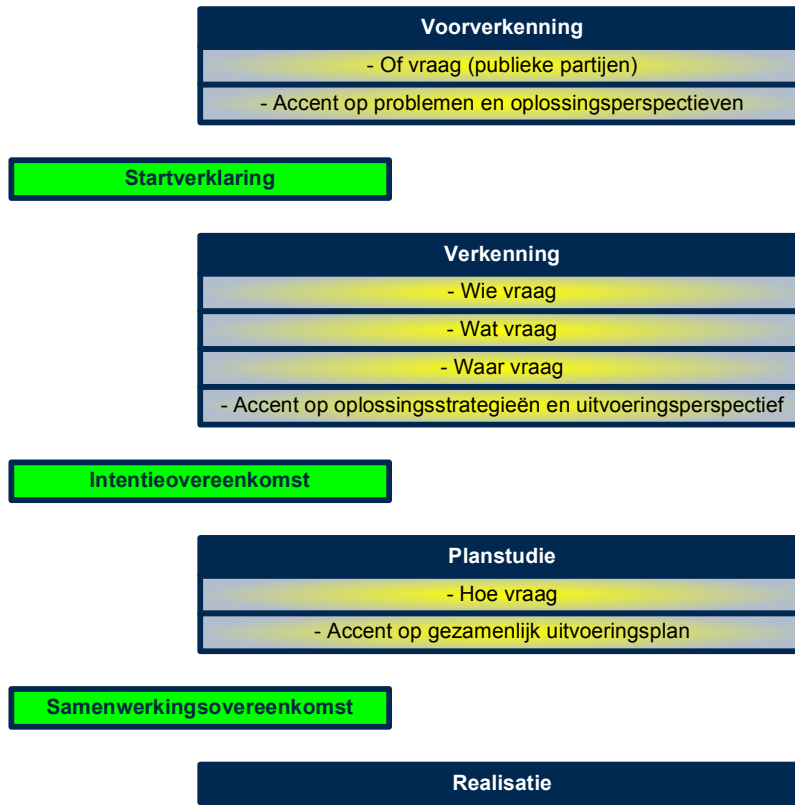 Voorverkenning
- Of vraag (publieke partijen)
- Accent op problemen en oplossingsperspectieven
Startverklaring
Verkenning
- Wie vraag
- Wat vraag
- Waar vraag
- Accent op oplossingsstrategieën en uitvoeringsperspectief
Intentieovereenkomst
Planstudie
- Hoe vraag
- Accent op gezamenlijk uitvoeringsplan
Samenwerkingsovereenkomst
Realisatie